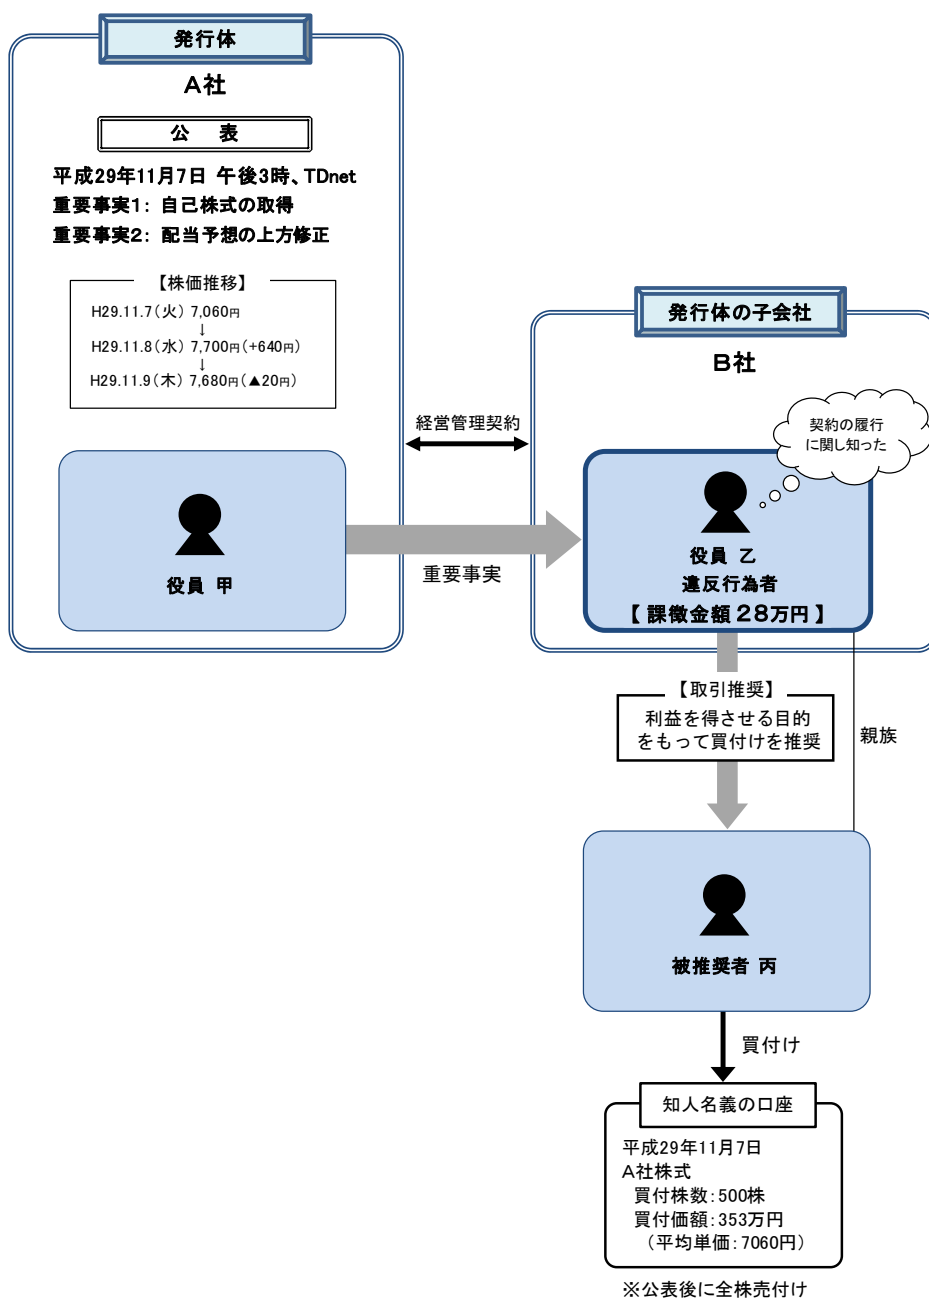 発行体
A社
公 表
平成29年11月7日 午後3時、TDnet
重要事実1: 自己株式の取得
重要事実2: 配当予想の上方修正
【株価推移】
H29.11.7(火) 7,060円
↓
H29.11.8(水) 7,700円(+640円)
↓
H29.11.9(木) 7,680円(▲20円)
役員 甲
経営管理契約
重要事実
発行体の子会社
B社
契約の履行
に関し知った
役員 乙
違反行為者
【 課徴金額 28万円 】
【取引推奨】
利益を得させる目的
をもって買付けを推奨
親族
被推奨者 丙
買付け
知人名義の口座
平成29年11月7日
A社株式
買付株数:500株
買付価額:353万円
(平均単価:7060円)
※公表後に全株売付け